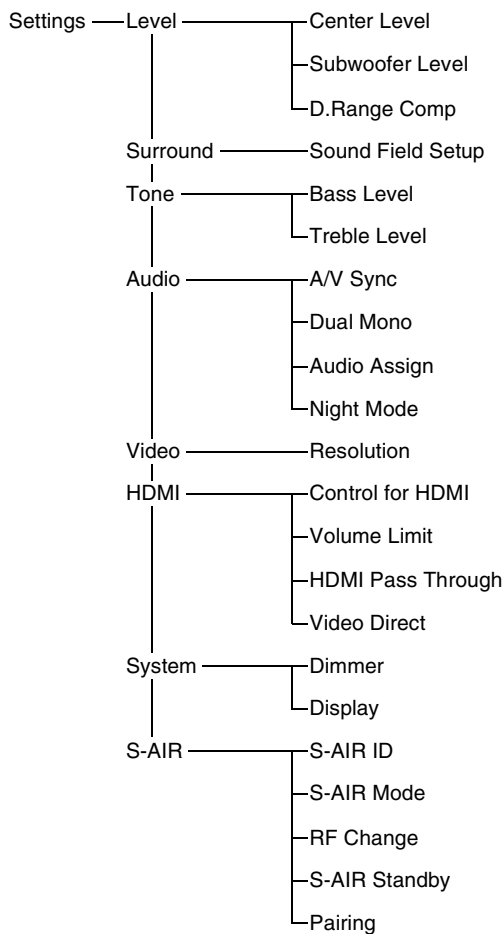 Settings Level Center Level
Subwoofer Level
D.Range Comp
Surround Sound Field Setup
Tone Bass Level
Treble Level
Audio A/V Sync
Dual Mono
Audio Assign
Night Mode
Video Resolution
HDMI Control for HDMI
Volume Limit
HDMI Pass Through
Video Direct
System Dimmer
Display
S-AIR S-AIR ID
S-AIR Mode
RF Change
S-AIR Standby
Pairing